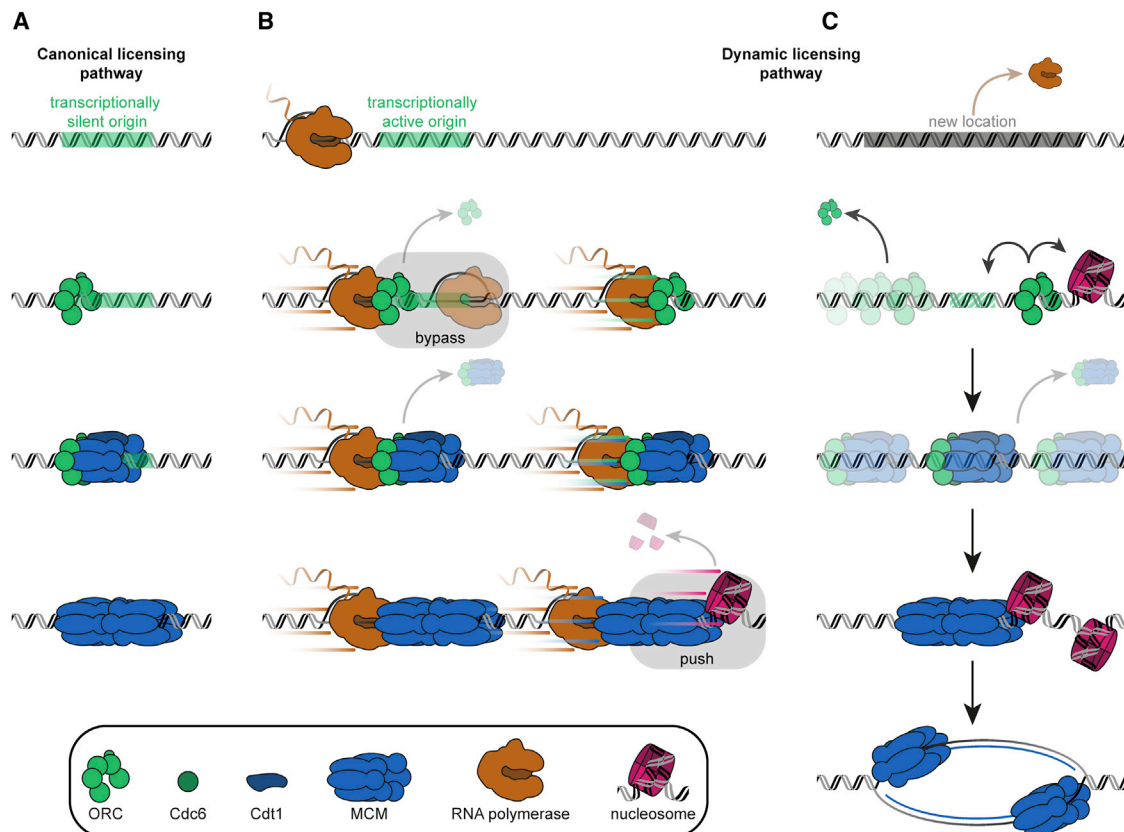 A
Canonical licensing
pathway
transcriptionally
silent origin
B
transcriptionally
active origin
bypass
push
C
Dynamic licensing
pathway
new location
ORC
Cdc6
Cdt1
MCM
RNA polymerase
nucleosome